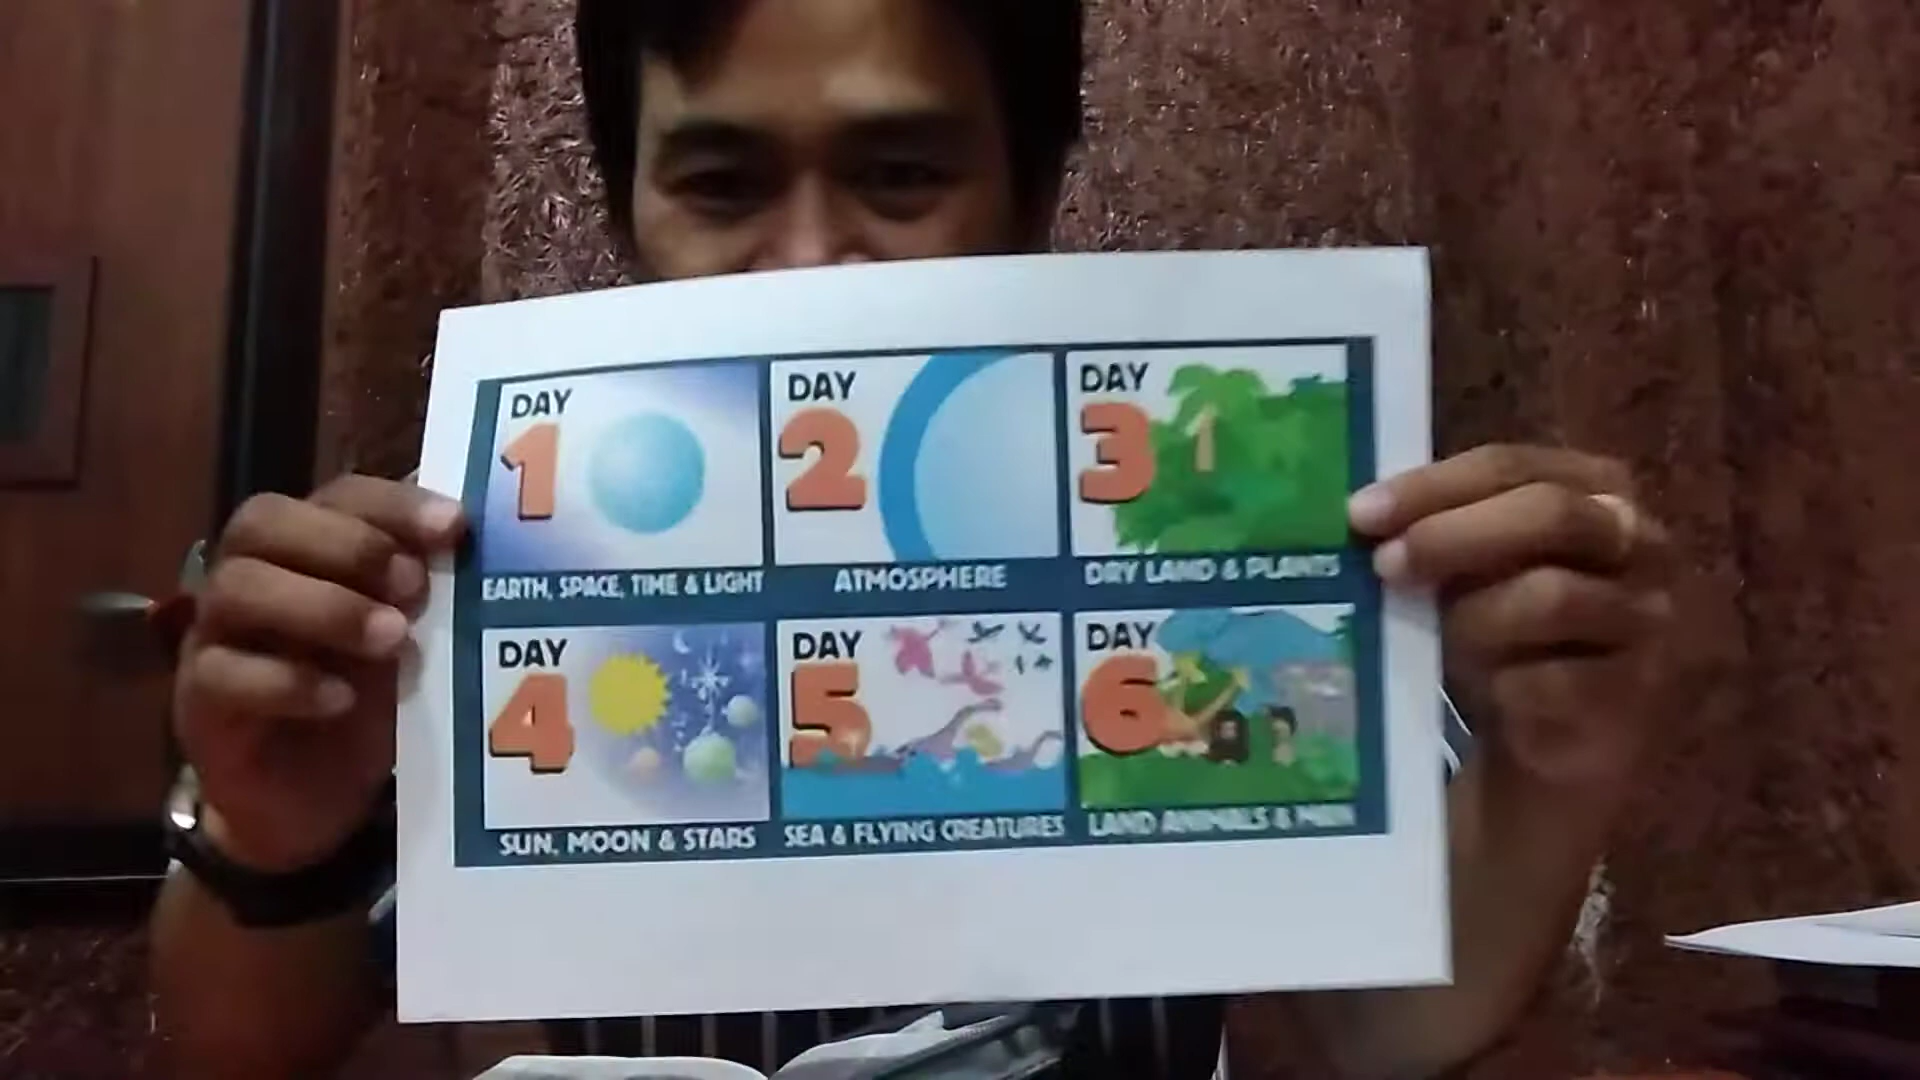 DAY
1
EARTH, SPACE, TIME & LIGHT
DAY
2
ATMOSPHERE
DAY
3
DRY LAND & PLANTS
DAY
4
SUN, MOON & STARS
DAY
5
SEA & FLYING CREATURES
DAY
6
LAND ANIMALS & MAN